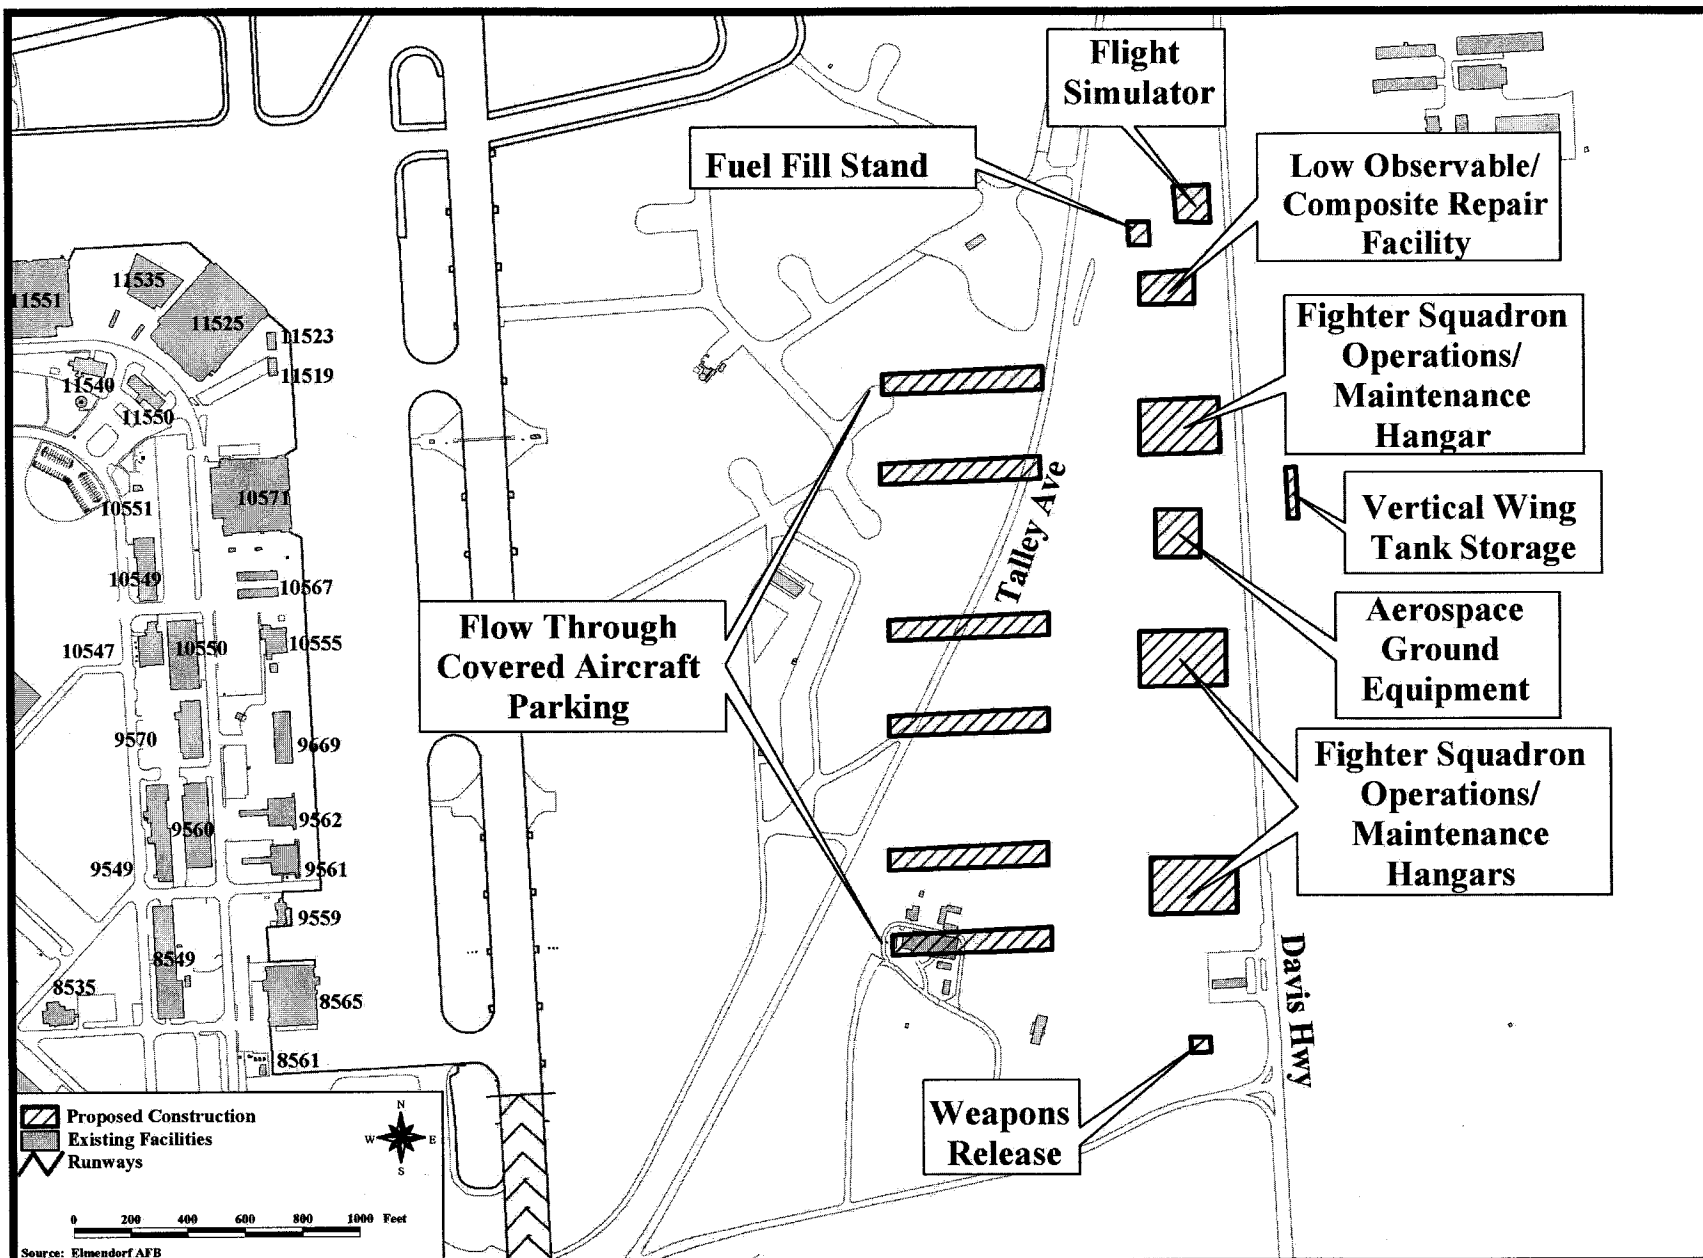 Flight
Simulator
Fuel Fill Stand
Low Observable/
Composite Repair
Facility
Fighter Squadron
Operations/
Maintenance
Hangar
Vertical Wing
Tank Storage
Aerospace
Ground
Equipment
Fighter Squadron
Operations/
Maintenance
Hangars
Flow Through
Covered Aircraft
Parking
Weapons
Release
Talley Ave
Davis Hwy
11551
11535
11525
11523
11519
11540
11550
10551
10571
10549
10567
10547
10550
10555
9570
9669
9560
9562
9549
9561
9559
8549
8535
8565
8561
Proposed Construction
Existing Facilities
Runways
N
W E
S
0 200 400 600 800 1000 Feet
Source: Elmendorf AFB